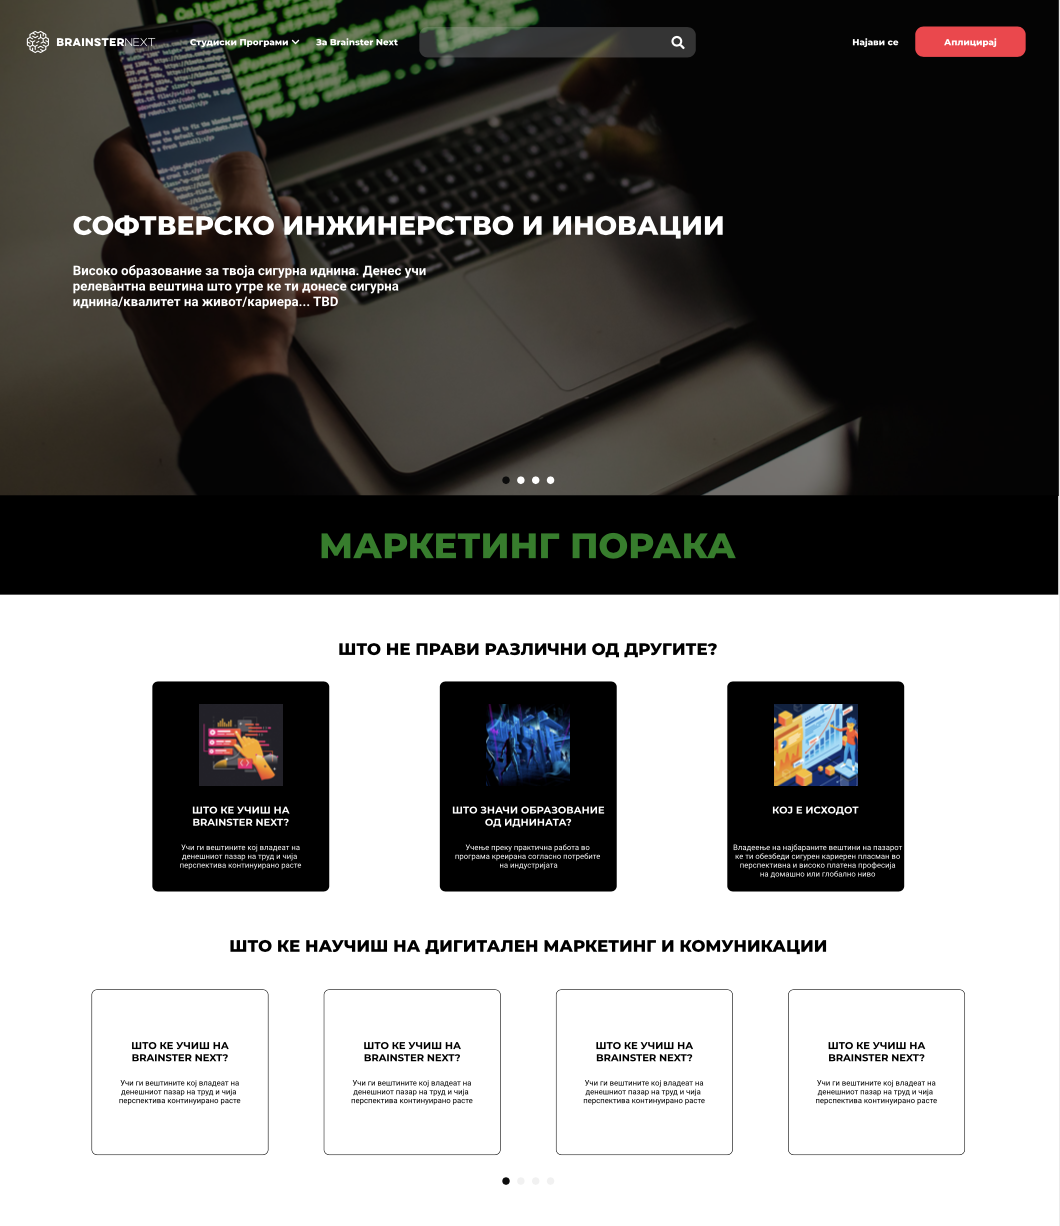 BRAINSTERNEXT
Студиски Програми
За Brainster Next
Најави се
Аплицирај
СОФТВЕРСКО ИНЖИНЕРСТВО И ИНОВАЦИИ
Високо образование за твоја сигурна иднина. Денес учи
релевантна вештина што утре ке ти донесе сигурна
иднина/квалитет на живот/кариера... TBD
МАРКЕТИНГ ПОРАКА
ШТО НЕ ПРАВИ РАЗЛИЧНИ ОД ДРУГИТЕ?
ШТО КЕ УЧИШ НА
BRAINSTER NEXT?
Учи ги вештините кој владеат на
денешниот пазар на труд и чија
перспектива континуирано расте
ШТО ЗНАЧИ ОБРАЗОВАНИЕ
ОД ИДНИНАТА?
Учење преку практична работа во
програма креирана согласно потребите
на индустријата
КОЈ Е ИСХОДОТ
Владеење на најбараните вештини на пазарот
ке ти обезбеди сигурен кариерен пласман во
перспективна и високо платена професија
на домашно или глобално ниво
ШТО КЕ НАУЧИШ НА ДИГИТАЛЕН МАРКЕТИНГ И КОМУНИКАЦИИ
ШТО КЕ УЧИШ НА
BRAINSTER NEXT?
Учи ги вештините кој владеат на
денешниот пазар на труд и чија
перспектива континуирано расте
ШТО КЕ УЧИШ НА
BRAINSTER NEXT?
Учи ги вештините кој владеат на
денешниот пазар на труд и чија
перспектива континуирано расте
ШТО КЕ УЧИШ НА
BRAINSTER NEXT?
Учи ги вештините кој владеат на
денешниот пазар на труд и чија
перспектива континуирано расте
ШТО КЕ УЧИШ НА
BRAINSTER NEXT?
Учи ги вештините кој владеат на
денешниот пазар на труд и чија
перспектива континуирано расте